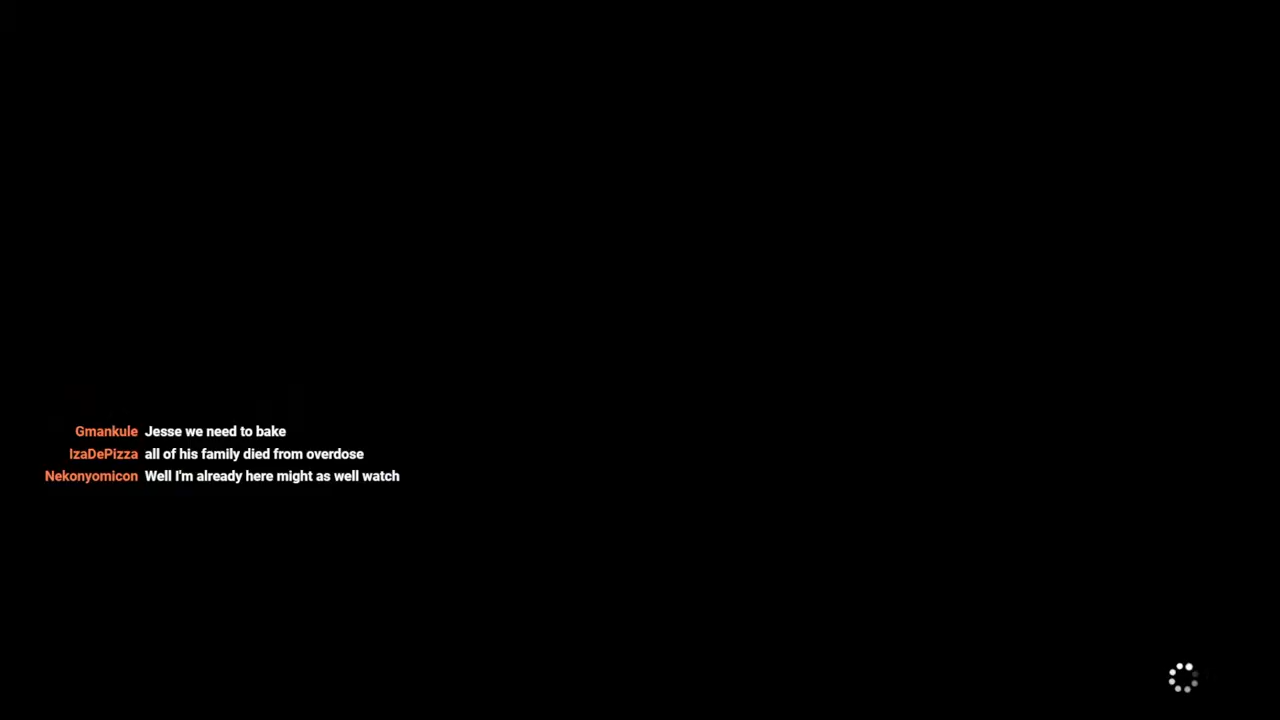 Gmankule Jesse we need to bake
IzaDePizza all of his family died from overdose
Nekonyomicon Well I'm already here might as well watch